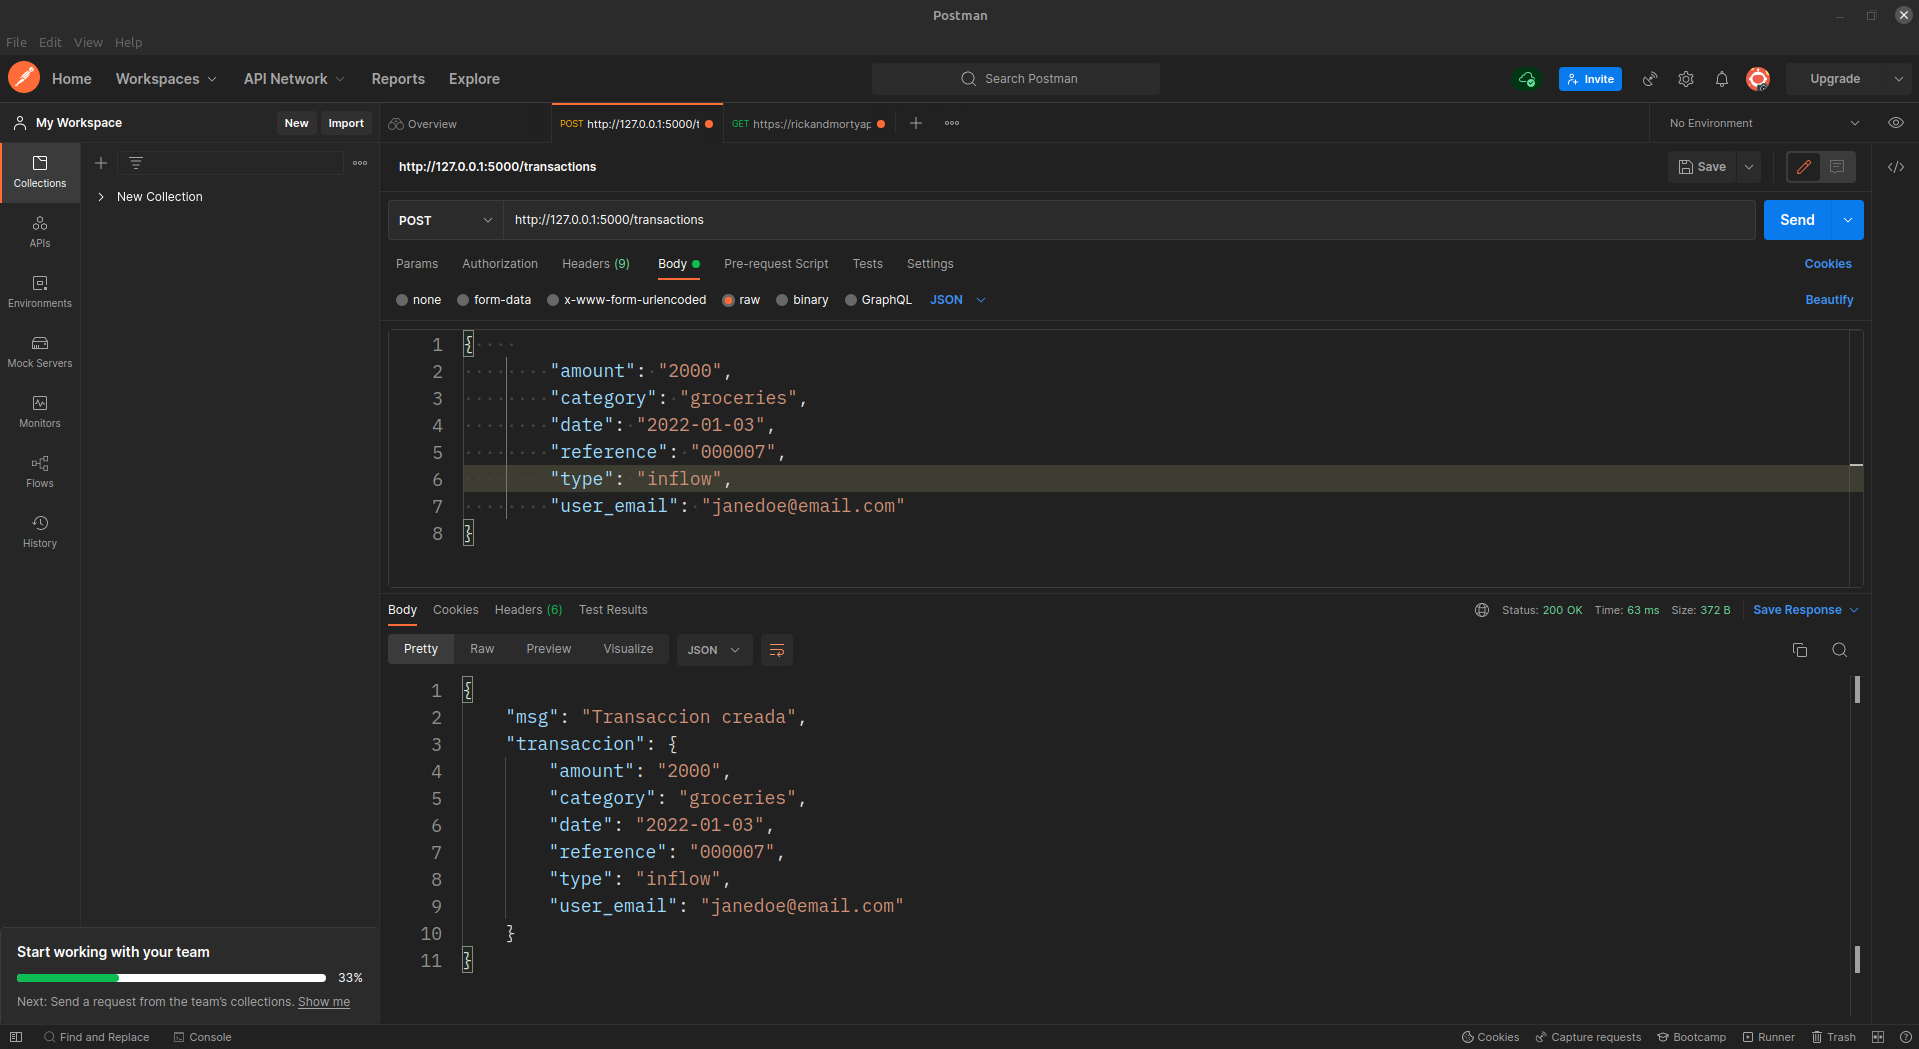 Postman
File Edit View Help
Home Workspaces API Network Reports Explore Search Postman Invite Upgrade
My Workspace New Import Overview POST http://127.0.0.1:5000/t GET https://rickandmortyap No Environment
Collections
New Collection
APIs
Environments
Mock Servers
Monitors
Flows
History
http://127.0.0.1:5000/transactions Save
POST http://127.0.0.1:5000/transactions Send
Params Authorization Headers (9) Body Pre-request Script Tests Settings Cookies
none form-data x-www-form-urlencoded raw binary GraphQL JSON Beautify
1 {
2 "amount": "2000",
3 "category": "groceries",
4 "date": "2022-01-03",
5 "reference": "000007",
6 "type": "inflow",
7 "user_email": "janedoe@email.com"
8 }
Body Cookies Headers (6) Test Results Status: 200 OK Time: 63 ms Size: 372 B Save Response
Pretty Raw Preview Visualize JSON
1 {
2 "msg": "Transaccion creada",
3 "transaccion": {
4 "amount": "2000",
5 "category": "groceries",
6 "date": "2022-01-03",
7 "reference": "000007",
8 "type": "inflow",
9 "user_email": "janedoe@email.com"
10 }
11 }
Start working with your team
33%
Next: Send a request from the team's collections. Show me
Find and Replace Console Cookies Capture requests Bootcamp Runner Trash